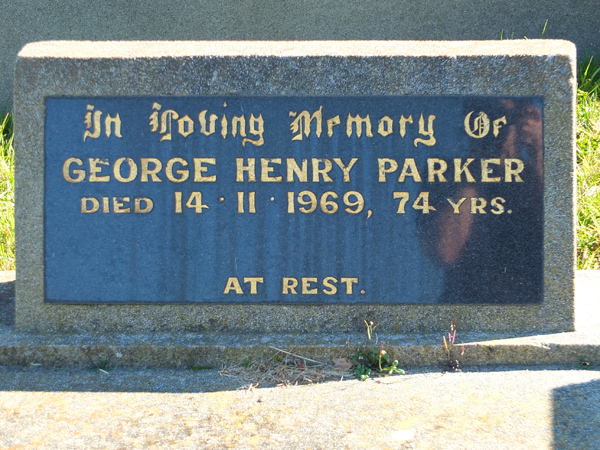 In Loving Memory Of
GEORGE HENRY PARKER
DIED 14 · 11 · 1969, 74 YRS.
AT REST.